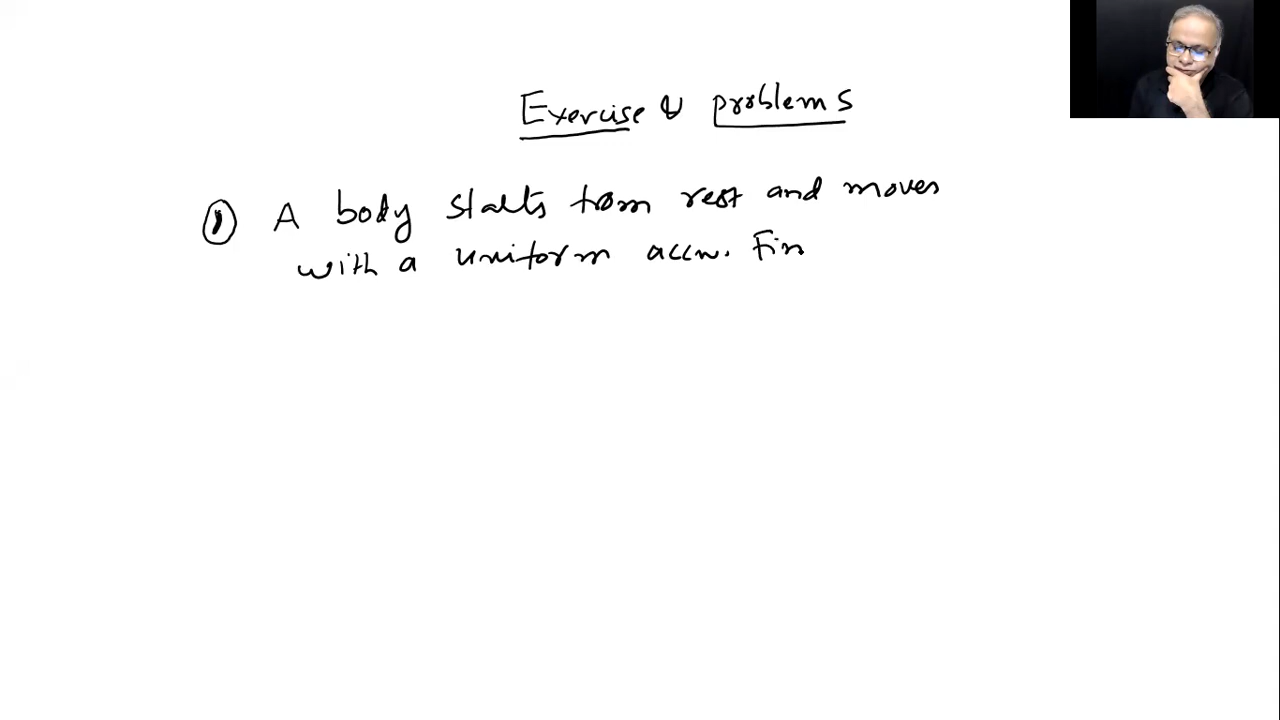 Exercise & problems
① A body starts from rest and moves
with a uniform accn. Fin